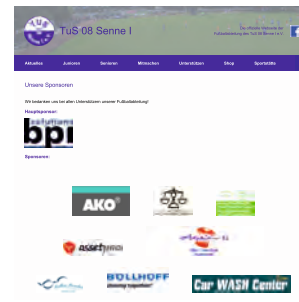 TuS 08 Senne I
Aktuelles Junioren Senioren Mitmachen Unterstützen Shop Sportstätte
Unsere Sponsoren
Wir bedanken uns bei allen Unterstützern unserer Fußballabteilung!
Hauptsponsor:
solutions
bpi
Sponsoren:
AKO
asset
BÖLLHOFF
Car WASH Center